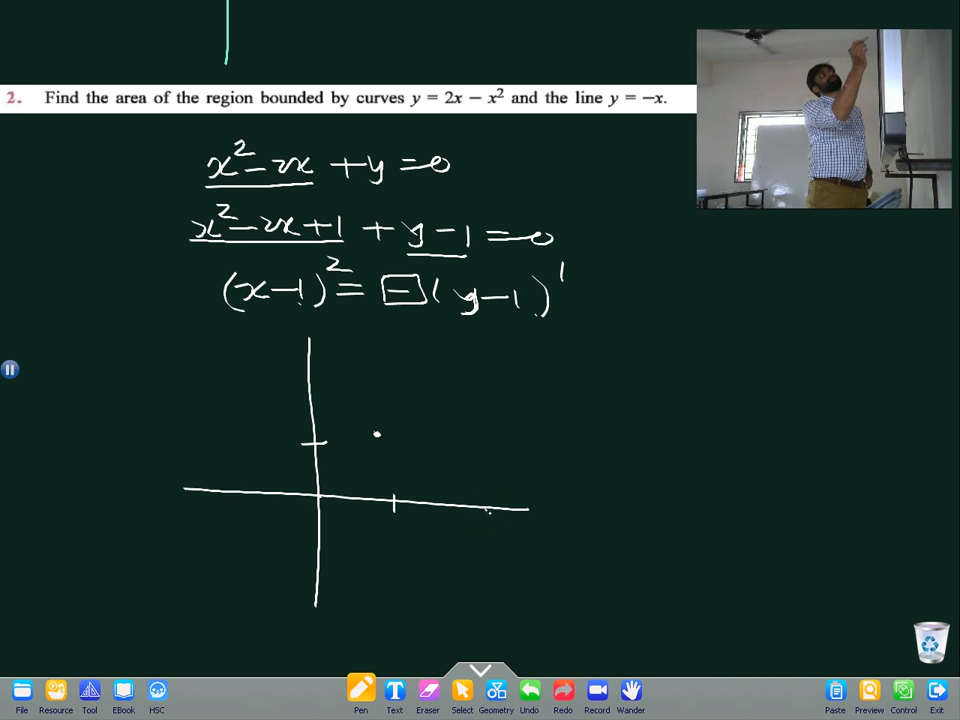 2. Find the area of the region bounded by curves y = 2x − x² and the line y = −x.
x² − 2x + y = 0
x² − 2x + 1 + y − 1 = 0
(x − 1)² = − (y − 1)¹
File Resource Tool EBook HSC Pen Text Eraser Select Geometry Undo Redo Record Wander Paste Preview Control Exit